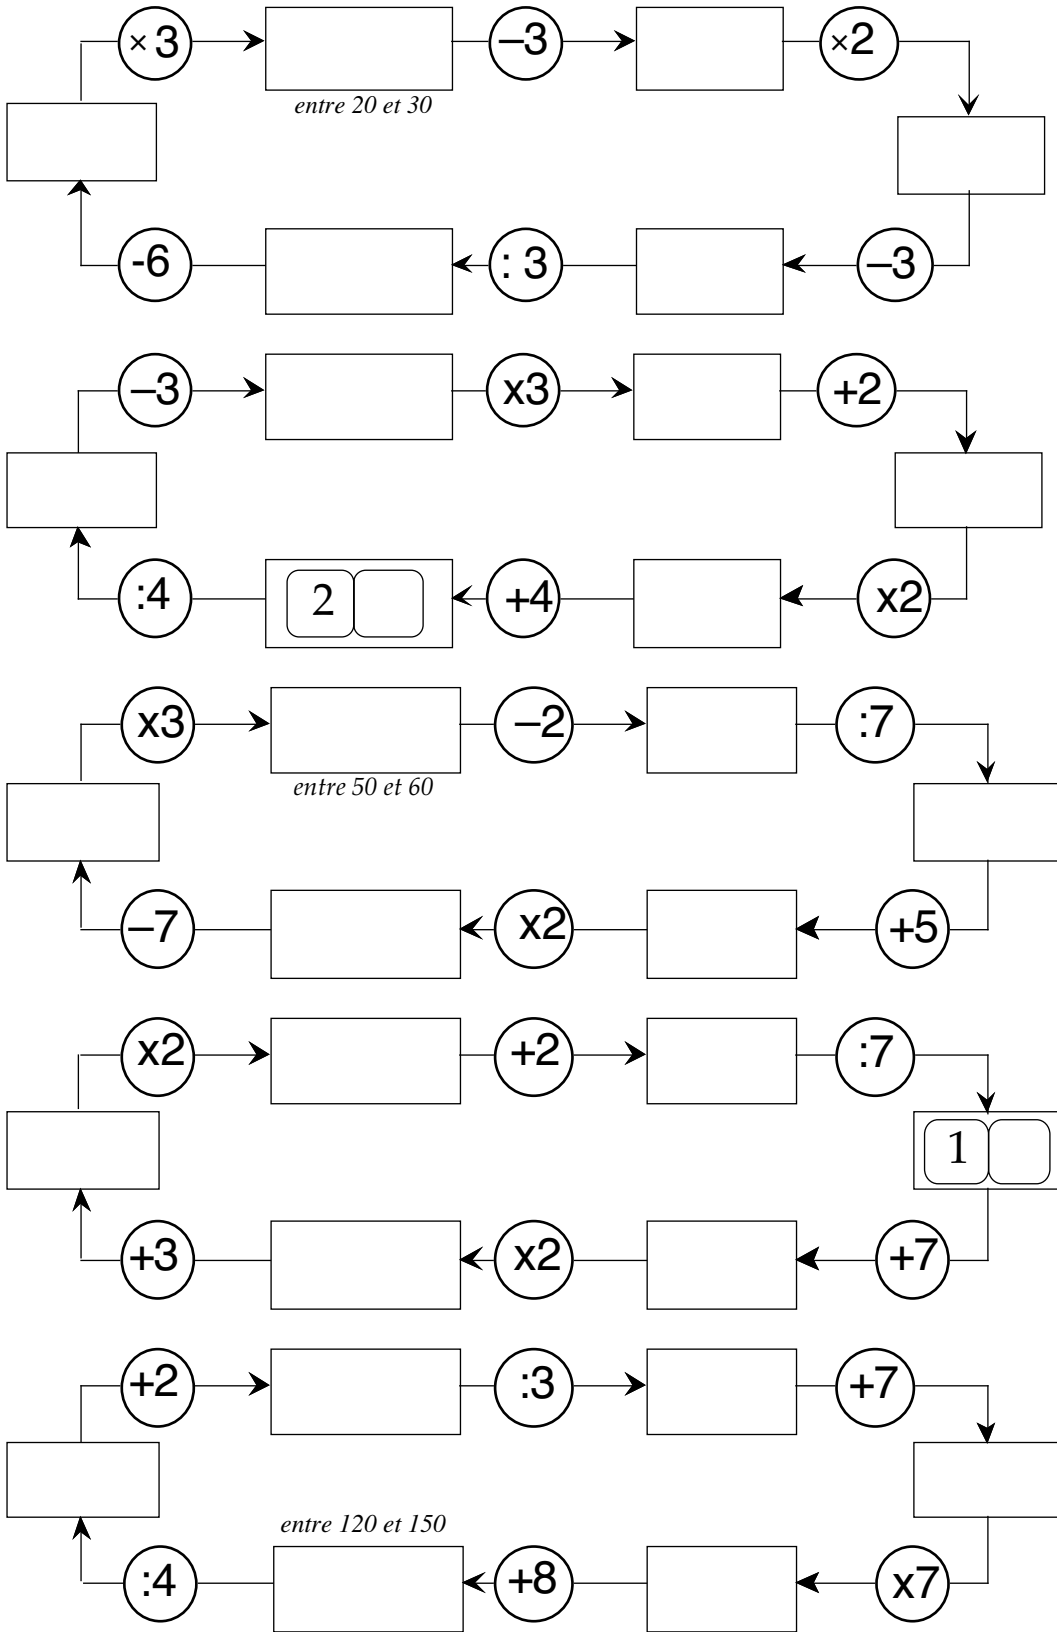 × 3 –3 ×2
entre 20 et 30
-6 : 3 –3
–3 x3 +2
:4 2 +4 x2
x3 –2 :7
entre 50 et 60
–7 x2 +5
x2 +2 :7
1
+3 x2 +7
+2 :3 +7
entre 120 et 150
:4 +8 x7